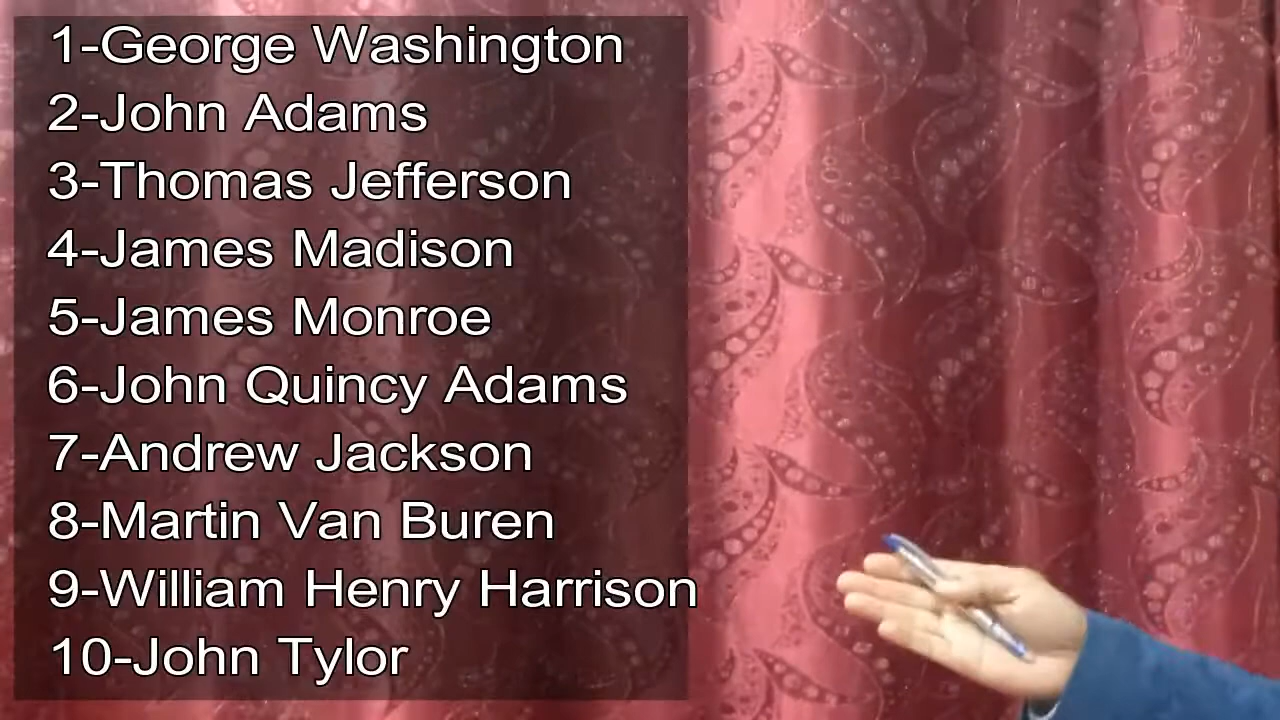 1-George Washington
2-John Adams
3-Thomas Jefferson
4-James Madison
5-James Monroe
6-John Quincy Adams
7-Andrew Jackson
8-Martin Van Buren
9-William Henry Harrison
10-John Tylor